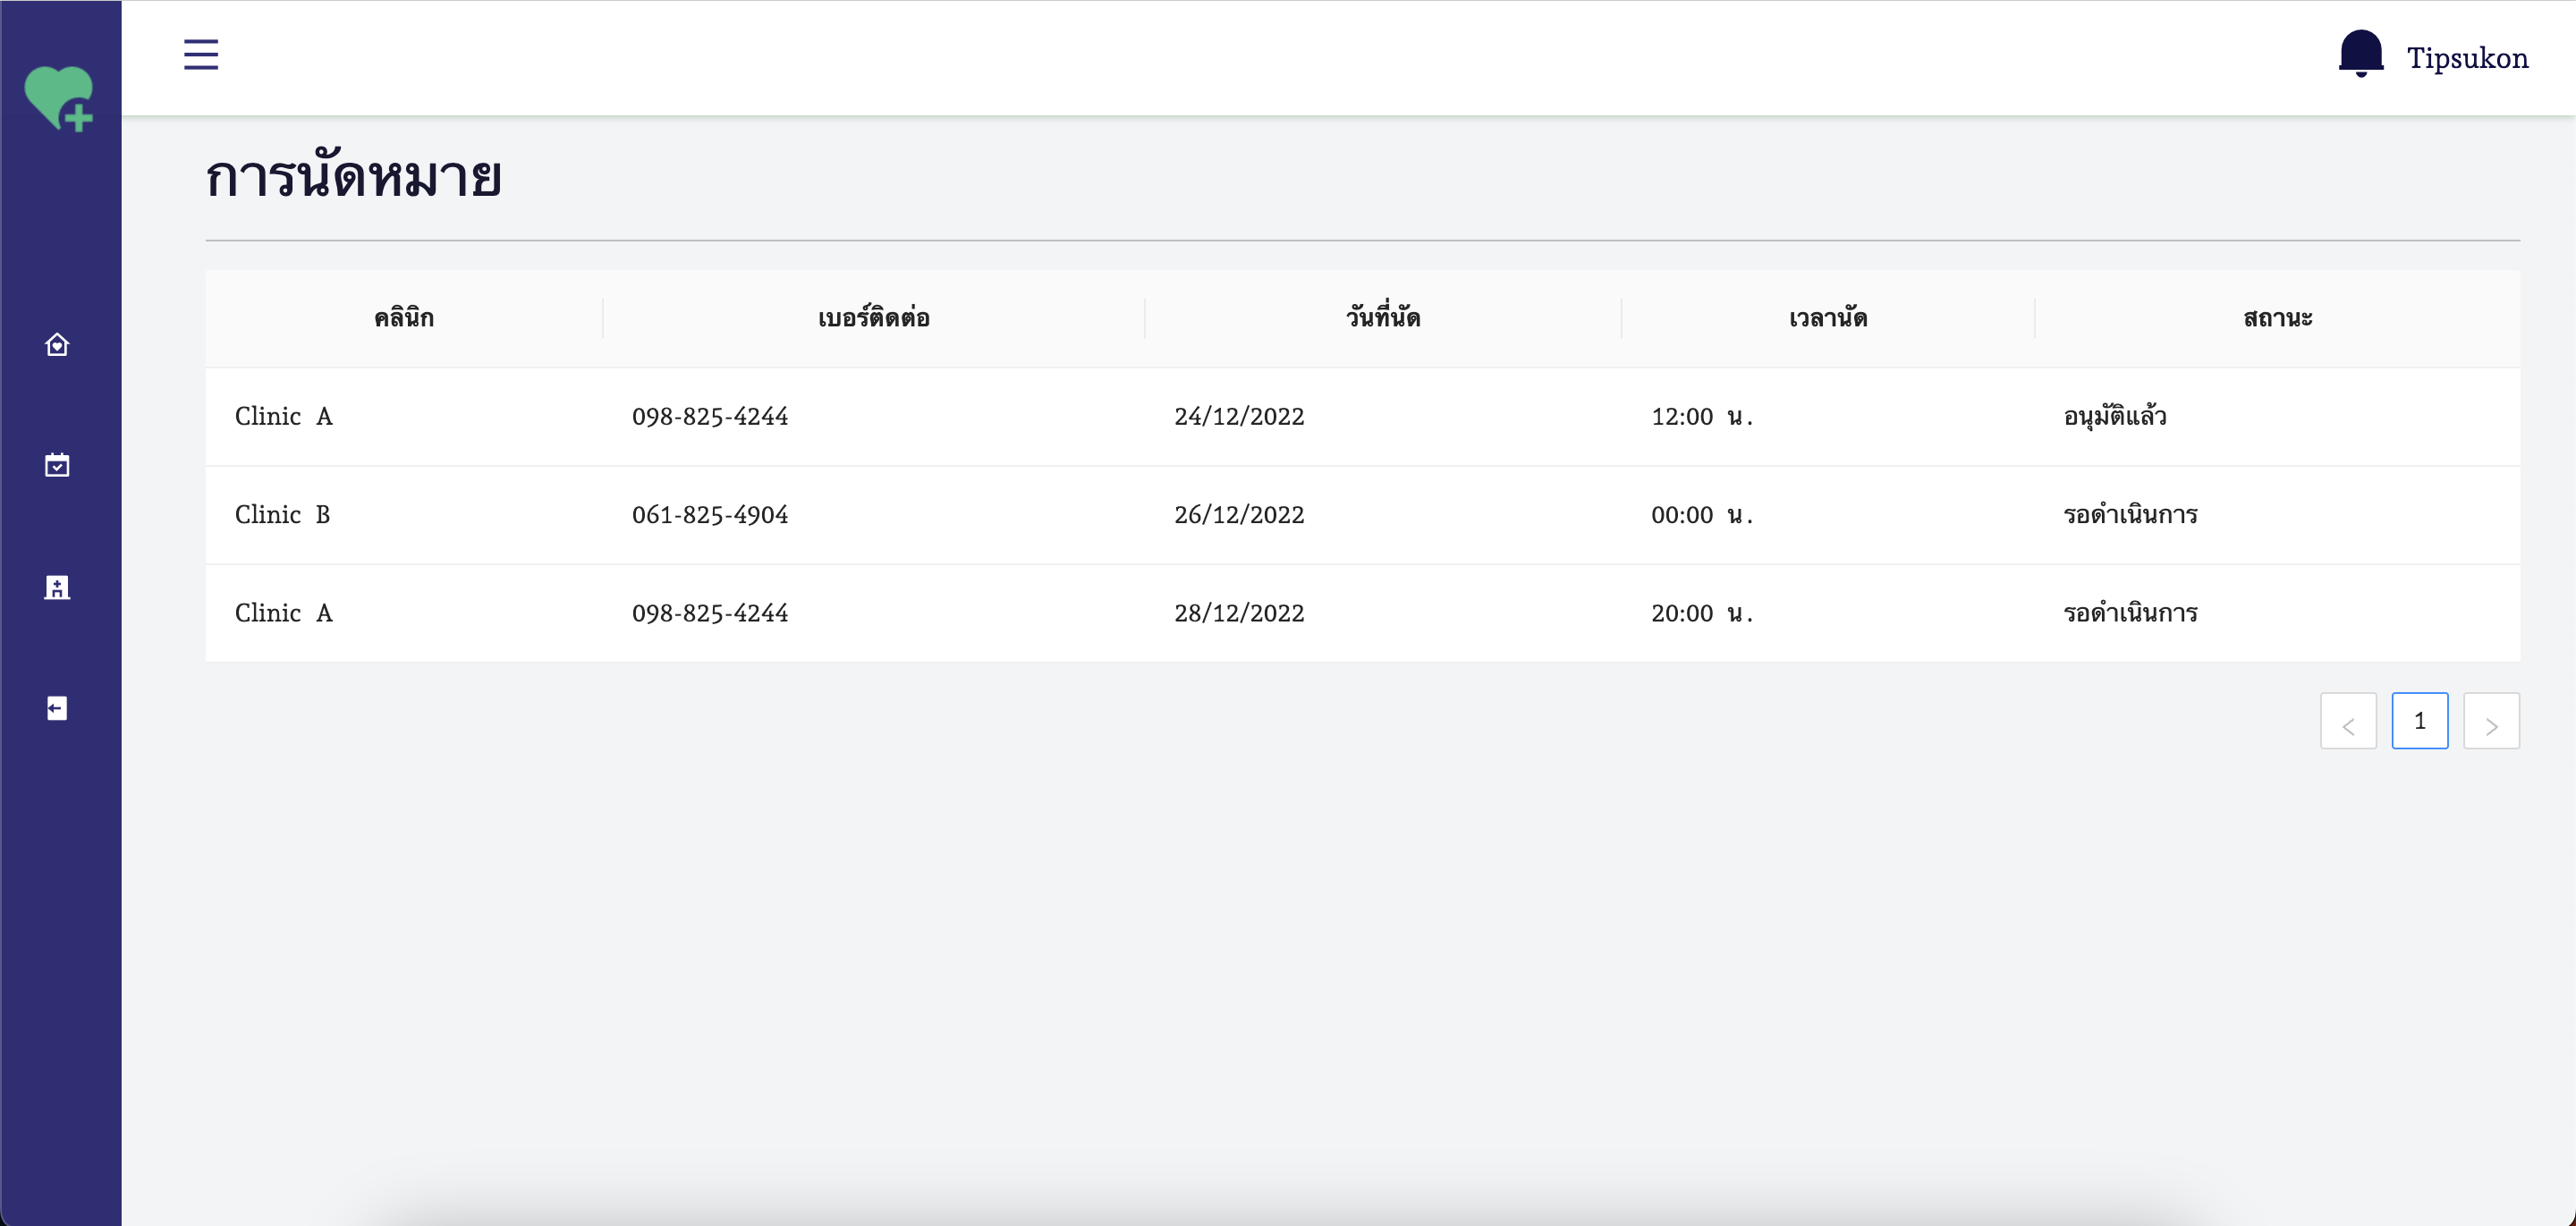 Tipsukon
การนัดหมาย
คลินิก เบอร์ติดต่อ วันที่นัด เวลานัด สถานะ
Clinic A 098-825-4244 24/12/2022 12:00 น. อนุมัติแล้ว
Clinic B 061-825-4904 26/12/2022 00:00 น. รอดำเนินการ
Clinic A 098-825-4244 28/12/2022 20:00 น. รอดำเนินการ
< 1 >